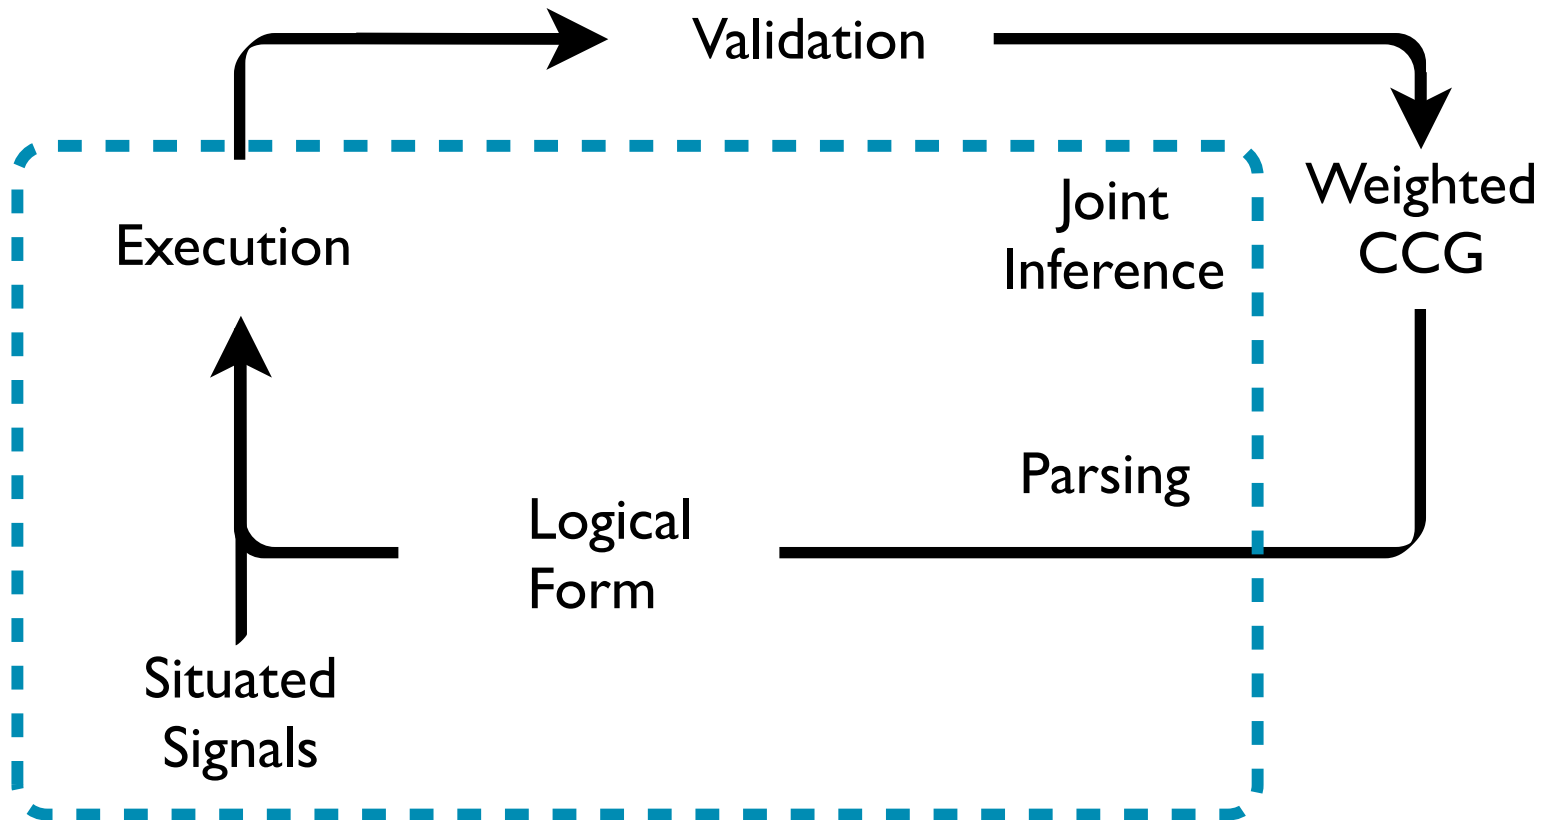 Validation
Weighted
CCG
Joint
Inference
Execution
Parsing
Logical
Form
Situated
Signals